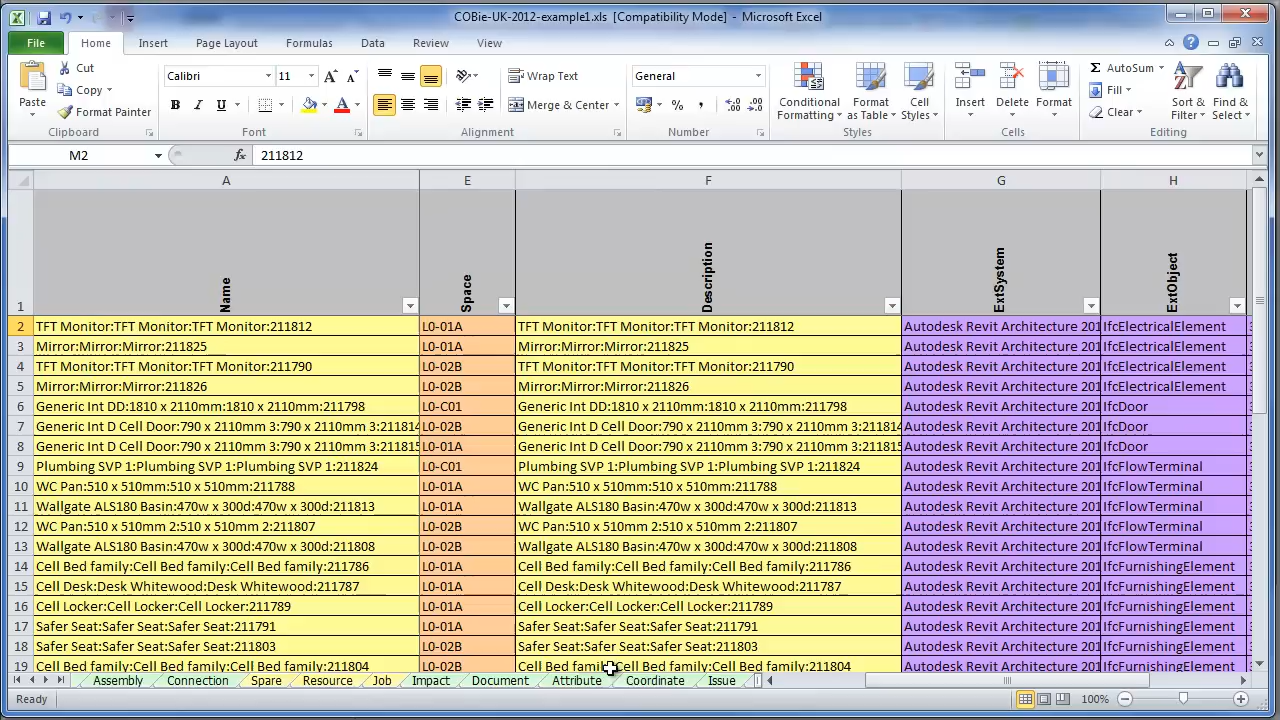 COBie-UK-2012-example1.xls [Compatibility Mode] - Microsoft Excel
File Home Insert Page Layout Formulas Data Review View
Paste Cut Copy Format Painter Clipboard
Calibri 11 A A B I U A Font
Wrap Text Merge & Center Alignment
General % , .0 .00 .00 .0 Number
Conditional Formatting Format as Table Cell Styles Styles
Insert Delete Format Cells
Σ AutoSum Fill Clear Sort & Filter Find & Select Editing
M2 fx 211812
A E F G H
1 Name Space Description ExtSystem ExtObject
2 TFT Monitor:TFT Monitor:TFT Monitor:211812 L0-01A TFT Monitor:TFT Monitor:TFT Monitor:211812 Autodesk Revit Architecture 201 IfcElectricalElement
3 Mirror:Mirror:Mirror:211825 L0-01A Mirror:Mirror:Mirror:211825 Autodesk Revit Architecture 201 IfcElectricalElement
4 TFT Monitor:TFT Monitor:TFT Monitor:211790 L0-02B TFT Monitor:TFT Monitor:TFT Monitor:211790 Autodesk Revit Architecture 201 IfcElectricalElement
5 Mirror:Mirror:Mirror:211826 L0-02B Mirror:Mirror:Mirror:211826 Autodesk Revit Architecture 201 IfcElectricalElement
6 Generic Int DD:1810 x 2110mm:1810 x 2110mm:211798 L0-C01 Generic Int DD:1810 x 2110mm:1810 x 2110mm:211798 Autodesk Revit Architecture 201 IfcDoor
7 Generic Int D Cell Door:790 x 2110mm 3:790 x 2110mm 3:211814 L0-02B Generic Int D Cell Door:790 x 2110mm 3:790 x 2110mm 3:211814 Autodesk Revit Architecture 201 IfcDoor
8 Generic Int D Cell Door:790 x 2110mm 3:790 x 2110mm 3:211815 L0-01A Generic Int D Cell Door:790 x 2110mm 3:790 x 2110mm 3:211815 Autodesk Revit Architecture 201 IfcDoor
9 Plumbing SVP 1:Plumbing SVP 1:Plumbing SVP 1:211824 L0-C01 Plumbing SVP 1:Plumbing SVP 1:Plumbing SVP 1:211824 Autodesk Revit Architecture 201 IfcFlowTerminal
10 WC Pan:510 x 510mm:510 x 510mm:211788 L0-01A WC Pan:510 x 510mm:510 x 510mm:211788 Autodesk Revit Architecture 201 IfcFlowTerminal
11 Wallgate ALS180 Basin:470w x 300d:470w x 300d:211813 L0-01A Wallgate ALS180 Basin:470w x 300d:470w x 300d:211813 Autodesk Revit Architecture 201 IfcFlowTerminal
12 WC Pan:510 x 510mm 2:510 x 510mm 2:211807 L0-02B WC Pan:510 x 510mm 2:510 x 510mm 2:211807 Autodesk Revit Architecture 201 IfcFlowTerminal
13 Wallgate ALS180 Basin:470w x 300d:470w x 300d:211808 L0-02B Wallgate ALS180 Basin:470w x 300d:470w x 300d:211808 Autodesk Revit Architecture 201 IfcFlowTerminal
14 Cell Bed family:Cell Bed family:Cell Bed family:211786 L0-01A Cell Bed family:Cell Bed family:Cell Bed family:211786 Autodesk Revit Architecture 201 IfcFurnishingElement
15 Cell Desk:Desk Whitewood:Desk Whitewood:211787 L0-01A Cell Desk:Desk Whitewood:Desk Whitewood:211787 Autodesk Revit Architecture 201 IfcFurnishingElement
16 Cell Locker:Cell Locker:Cell Locker:211789 L0-01A Cell Locker:Cell Locker:Cell Locker:211789 Autodesk Revit Architecture 201 IfcFurnishingElement
17 Safer Seat:Safer Seat:Safer Seat:211791 L0-01A Safer Seat:Safer Seat:Safer Seat:211791 Autodesk Revit Architecture 201 IfcFurnishingElement
18 Safer Seat:Safer Seat:Safer Seat:211803 L0-02B Safer Seat:Safer Seat:Safer Seat:211803 Autodesk Revit Architecture 201 IfcFurnishingElement
19 Cell Bed family:Cell Bed family:Cell Bed family:211804 L0-02B Cell Bed family:Cell Bed family:Cell Bed family:211804 Autodesk Revit Architecture 201 IfcFurnishingElement
Assembly Connection Spare Resource Job Impact Document Attribute Coordinate Issue
Ready 100%